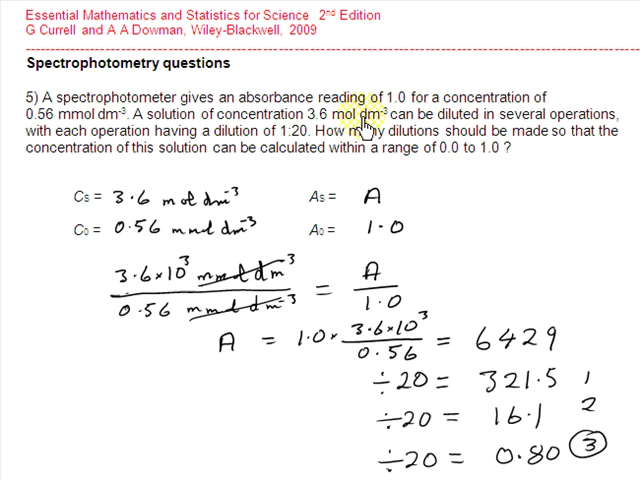 Essential Mathematics and Statistics for Science 2nd Edition
G Currell and A A Dowman, Wiley-Blackwell, 2009
Spectrophotometry questions
5) A spectrophotometer gives an absorbance reading of 1.0 for a concentration of
0.56 mmol dm-3. A solution of concentration 3.6 mol dm-3 can be diluted in several operations,
with each operation having a dilution of 1:20. How many dilutions should be made so that the
concentration of this solution can be calculated within a range of 0.0 to 1.0 ?
Cs = 3.6 mol dm-3 As = A
Co = 0.56 mmol dm-3 Ao = 1.0
3.6×10^3 mmol dm-3 / 0.56 mmol dm-3 = A / 1.0
A = 1.0 × 3.6×10^3 / 0.56 = 6429
÷20 = 321.5 1
÷20 = 16.1 2
÷20 = 0.80 3